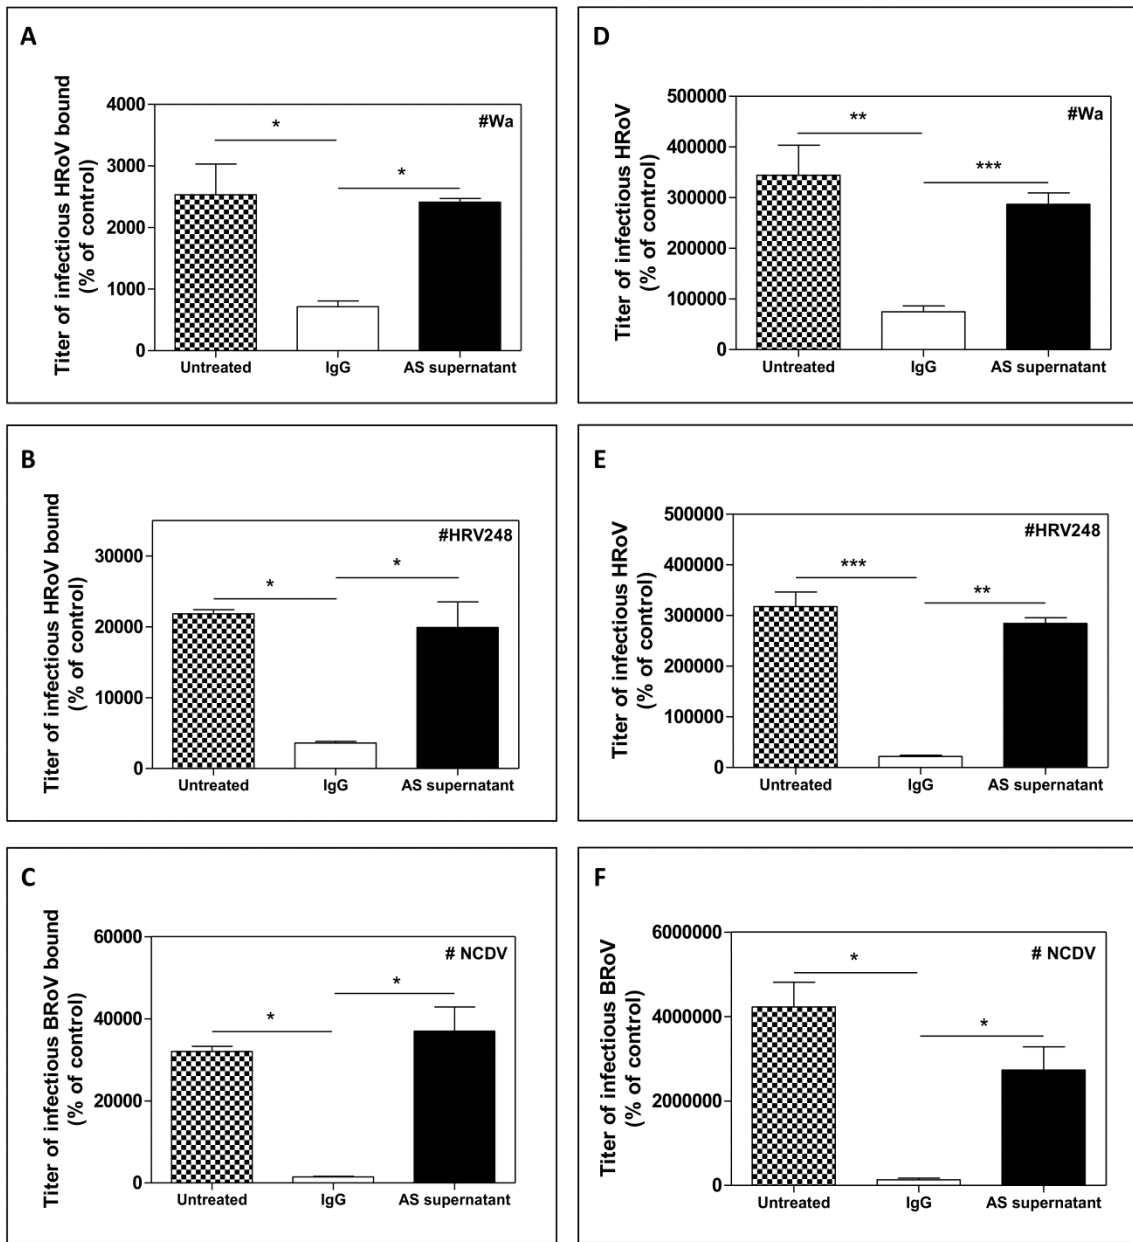 A
Titer of infectious HRoV bound
(% of control)
4000
3000
2000
1000
0
#Wa
*
*
Untreated IgG AS supernatant
D
Titer of infectious HRoV
(% of control)
500000
400000
300000
200000
100000
0
#Wa
**
***
Untreated IgG AS supernatant
B
Titer of infectious HRoV bound
(% of control)
30000
20000
10000
0
#HRV248
*
*
Untreated IgG AS supernatant
E
Titer of infectious HRoV
(% of control)
500000
400000
300000
200000
100000
0
#HRV248
***
**
Untreated IgG AS supernatant
C
Titer of infectious BRoV bound
(% of control)
60000
40000
20000
0
# NCDV
*
*
Untreated IgG AS supernatant
F
Titer of infectious BRoV
(% of control)
6000000
4000000
2000000
0
# NCDV
*
*
Untreated IgG AS supernatant